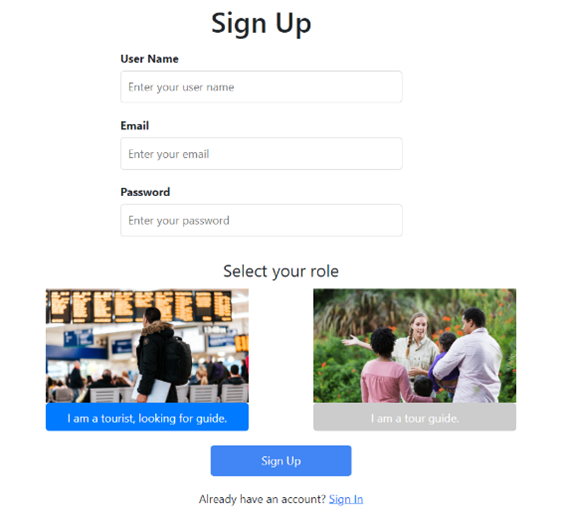 Sign Up
User Name
Enter your user name
Email
Enter your email
Password
Enter your password
Select your role
I am a tourist, looking for guide.
I am a tour guide.
Sign Up
Already have an account? Sign In